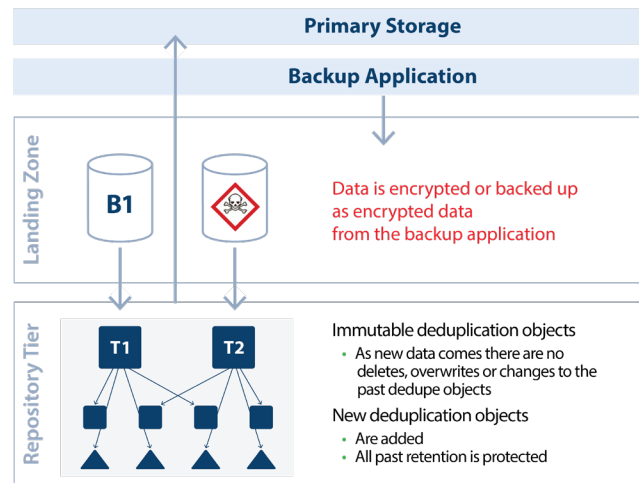 Primary Storage
Backup Application
Landing Zone
B1
Data is encrypted or backed up
as encrypted data
from the backup application
Repository Tier
T1
T2
Immutable deduplication objects
• As new data comes there are no
deletes, overwrites or changes to the
past dedupe objects
New deduplication objects
• Are added
• All past retention is protected